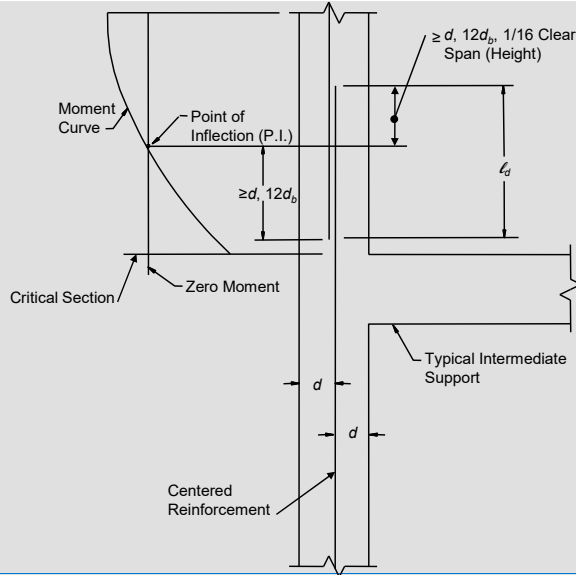 ≥ d, 12d_b, 1/16 Clear
Span (Height)
Moment
Curve
Point of
Inflection (P.I.)
≥d, 12d_b
ℓ_d
Critical Section
Zero Moment
Typical Intermediate
Support
d
d
Centered
Reinforcement